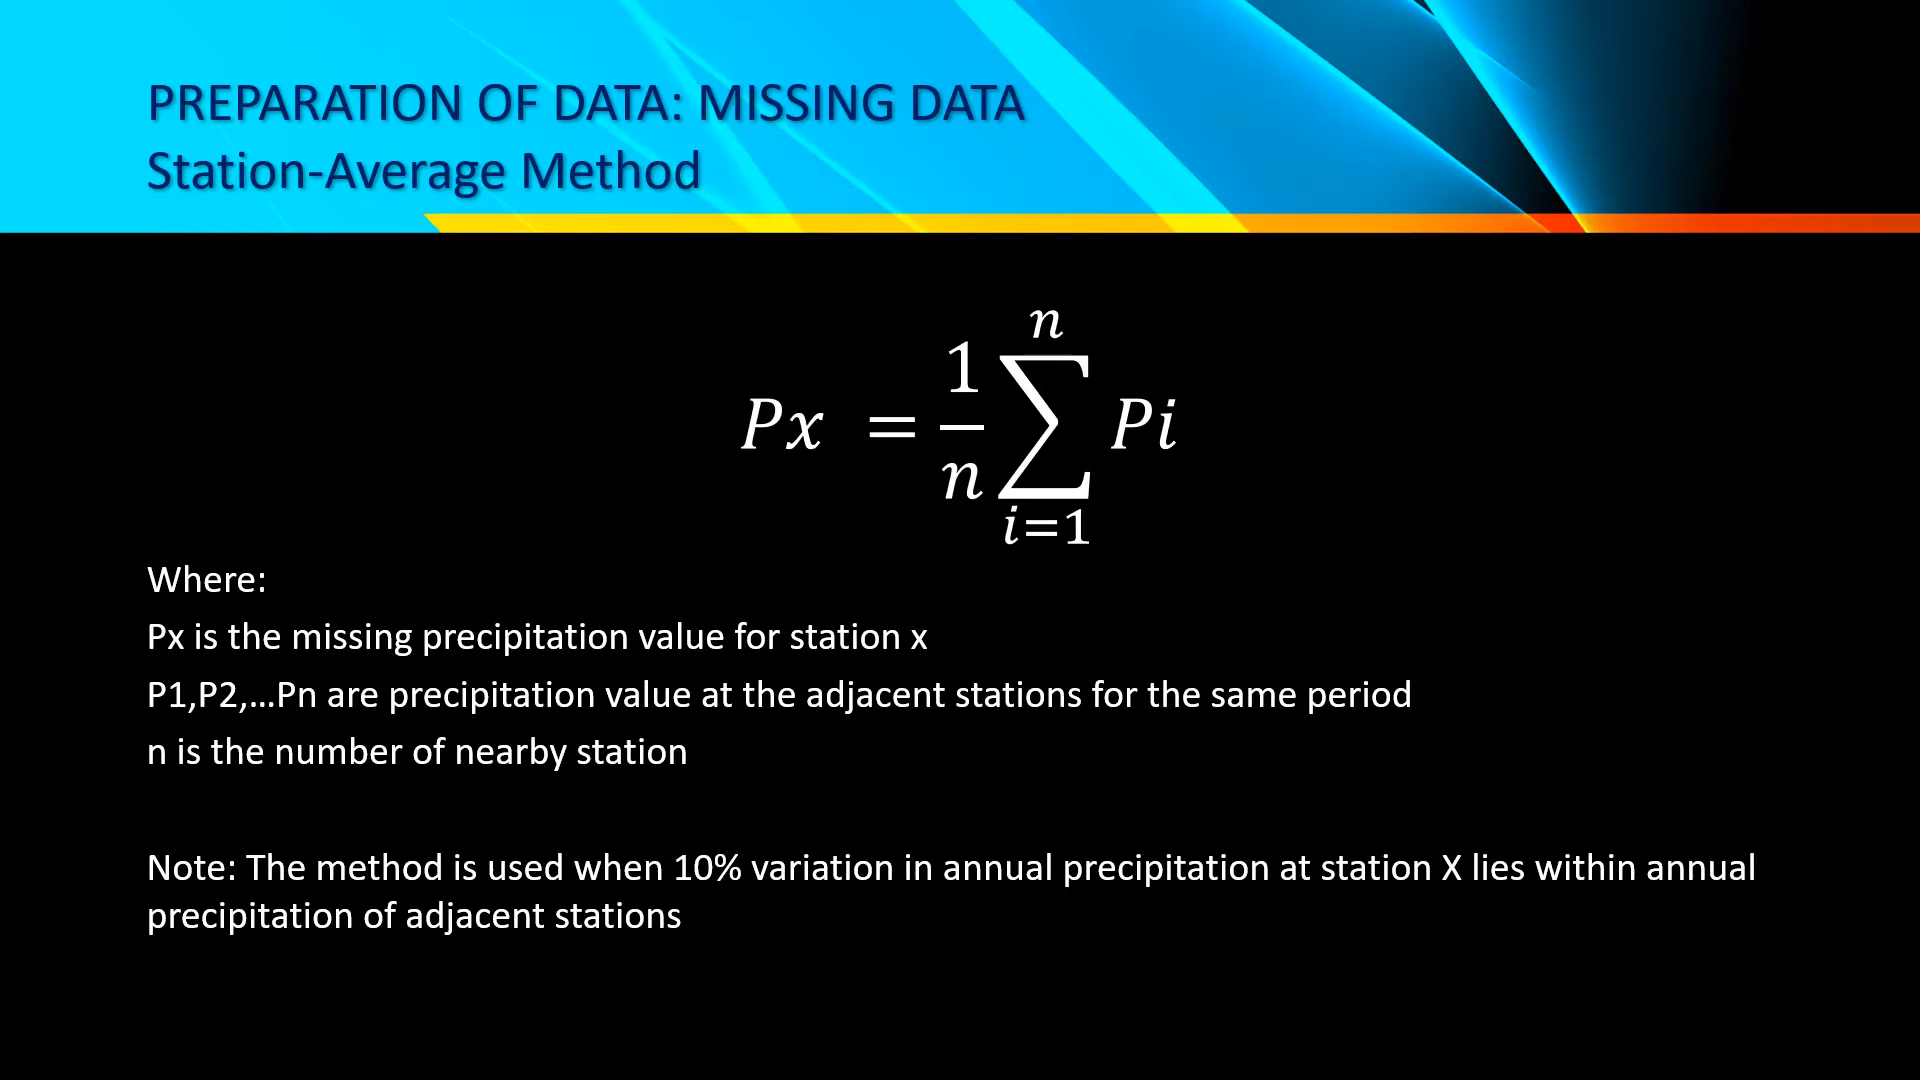 PREPARATION OF DATA: MISSING DATA
Station-Average Method
Px = \frac{1}{n} \sum_{i=1}^{n} Pi
Where:
Px is the missing precipitation value for station x
P1,P2,…Pn are precipitation value at the adjacent stations for the same period
n is the number of nearby station
Note: The method is used when 10% variation in annual precipitation at station X lies within annual
precipitation of adjacent stations